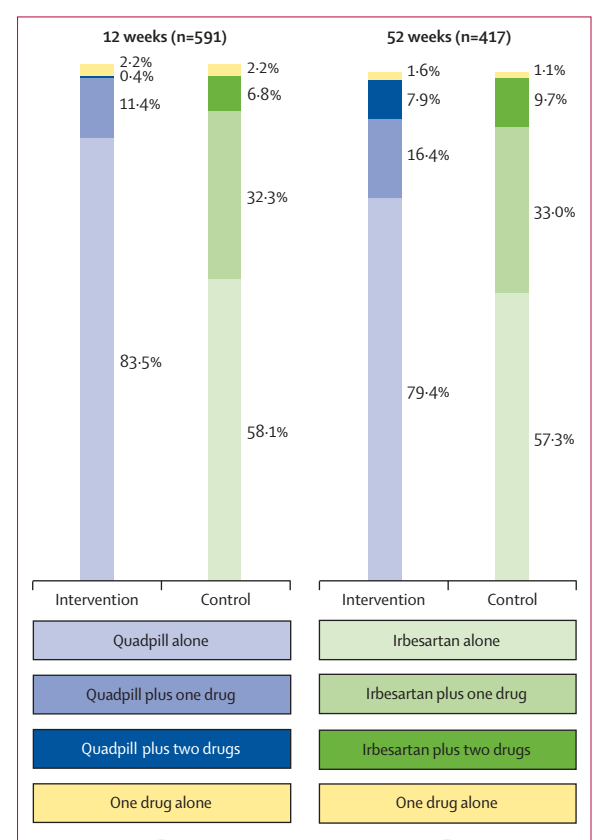 12 weeks (n=591)
52 weeks (n=417)
2·2%
0·4%
11·4%
83·5%
2·2%
6·8%
32·3%
58·1%
1·6%
7·9%
16·4%
79·4%
1·1%
9·7%
33·0%
57·3%
Intervention
Control
Intervention
Control
Quadpill alone
Irbesartan alone
Quadpill plus one drug
Irbesartan plus one drug
Quadpill plus two drugs
Irbesartan plus two drugs
One drug alone
One drug alone